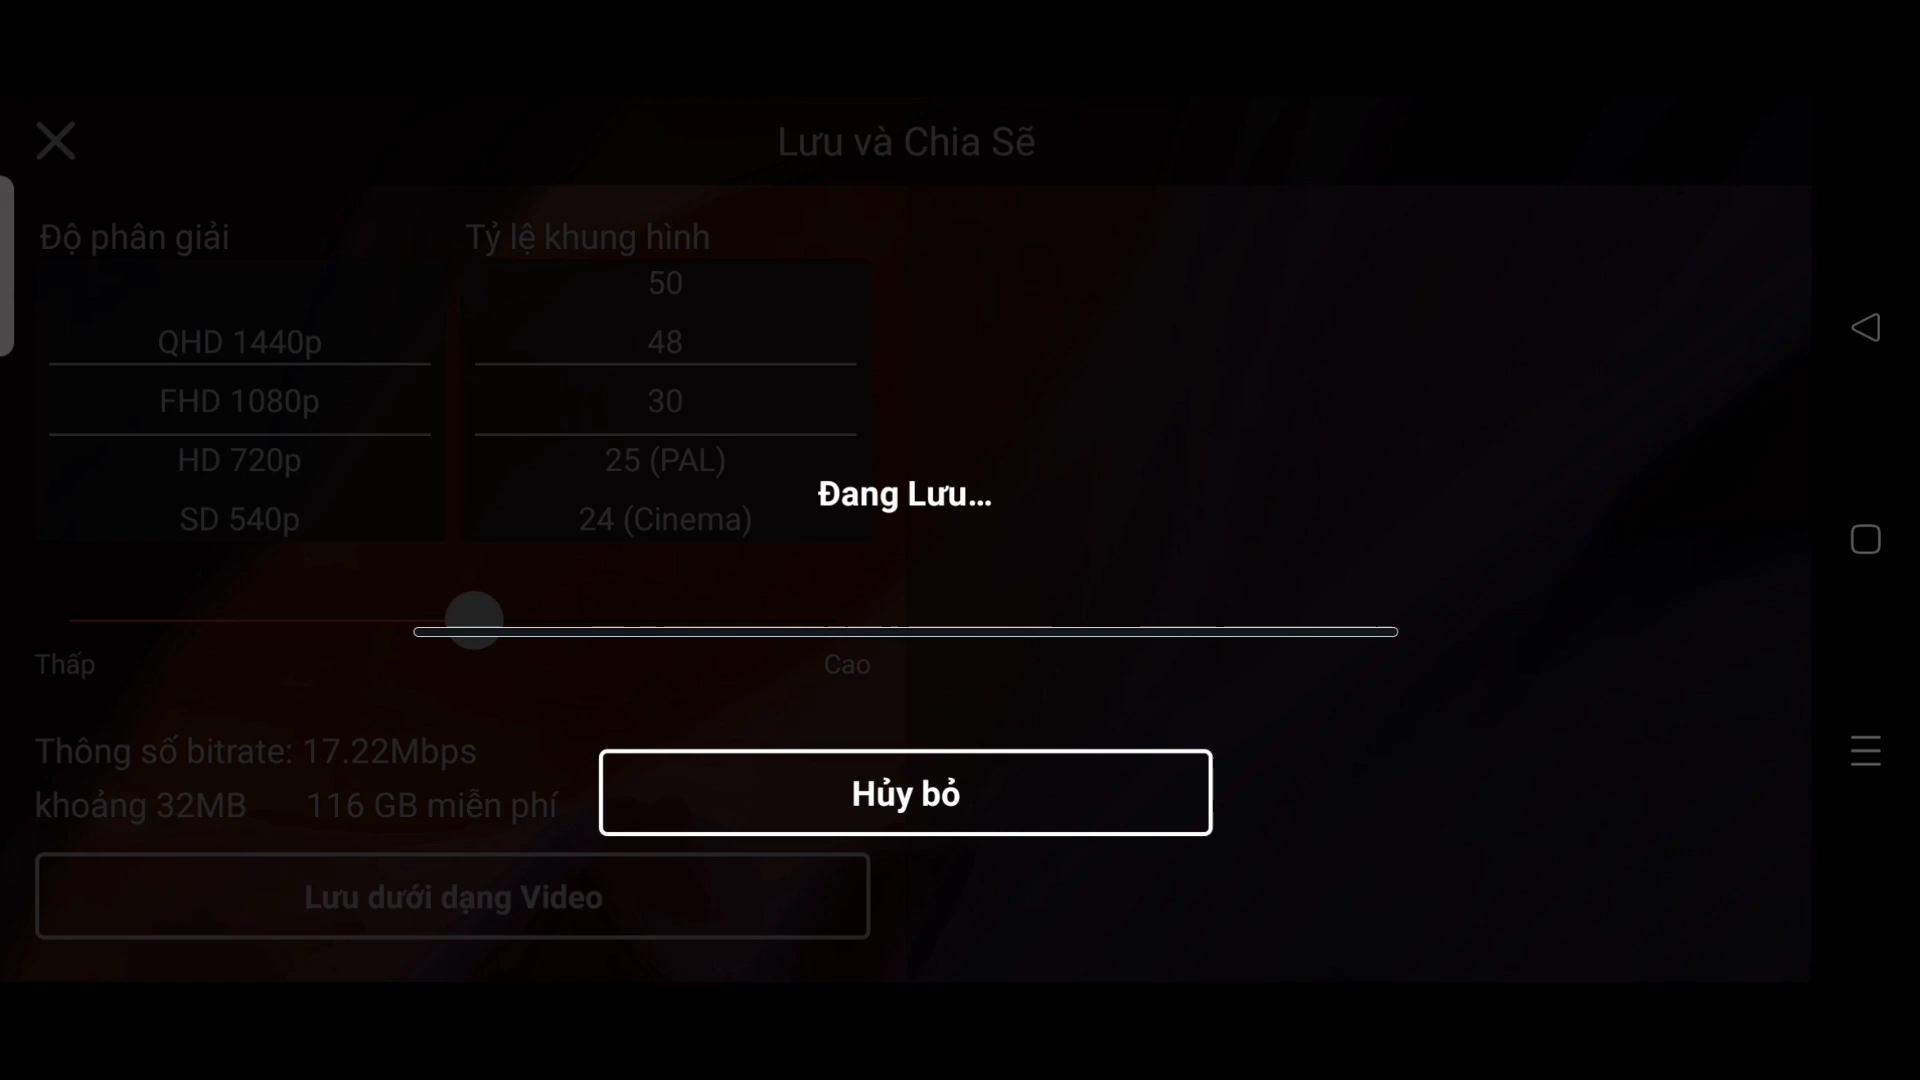 Lưu và Chia Sẽ
Độ phân giải
QHD 1440p
FHD 1080p
HD 720p
SD 540p
Tỷ lệ khung hình
50
48
30
25 (PAL)
24 (Cinema)
Đang Lưu...
Thấp
Cao
Thông số bitrate: 17.22Mbps
khoảng 32MB 116 GB miễn phí
Hủy bỏ
Lưu dưới dạng Video